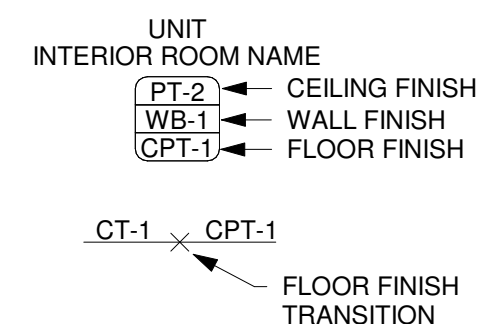 UNIT
INTERIOR ROOM NAME
PT-2 CEILING FINISH
WB-1 WALL FINISH
CPT-1 FLOOR FINISH
CT-1 CPT-1
FLOOR FINISH
TRANSITION